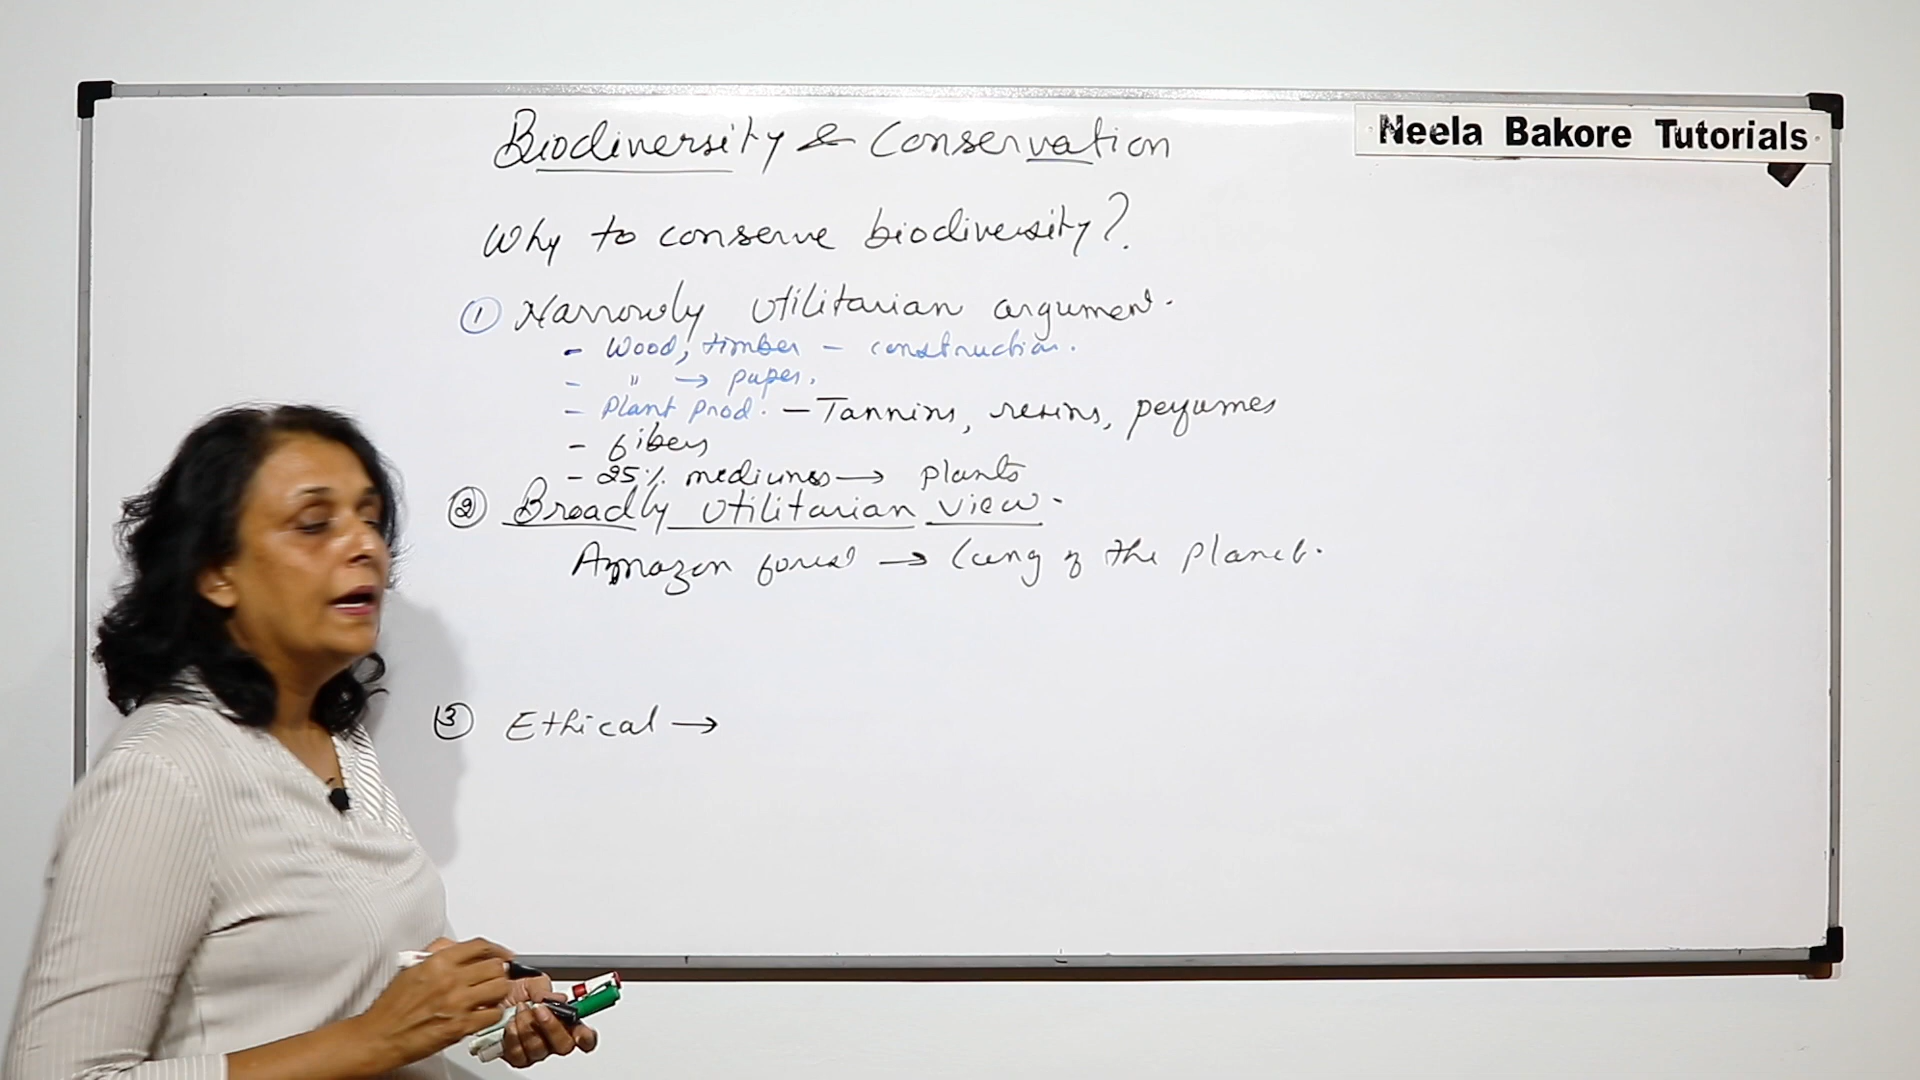 Neela Bakore Tutorials
Biodiversity & Conservation
Why to conserve biodiversity?
① Narrowly utilitarian argument.
- Wood, timber - construction.
- " → paper.
- Plant prod. - Tannins, resins, perfumes
- fibers
- 25% medicines → plants
② Broadly utilitarian view.
Amazon forest → lung of the planet.
③ Ethical →